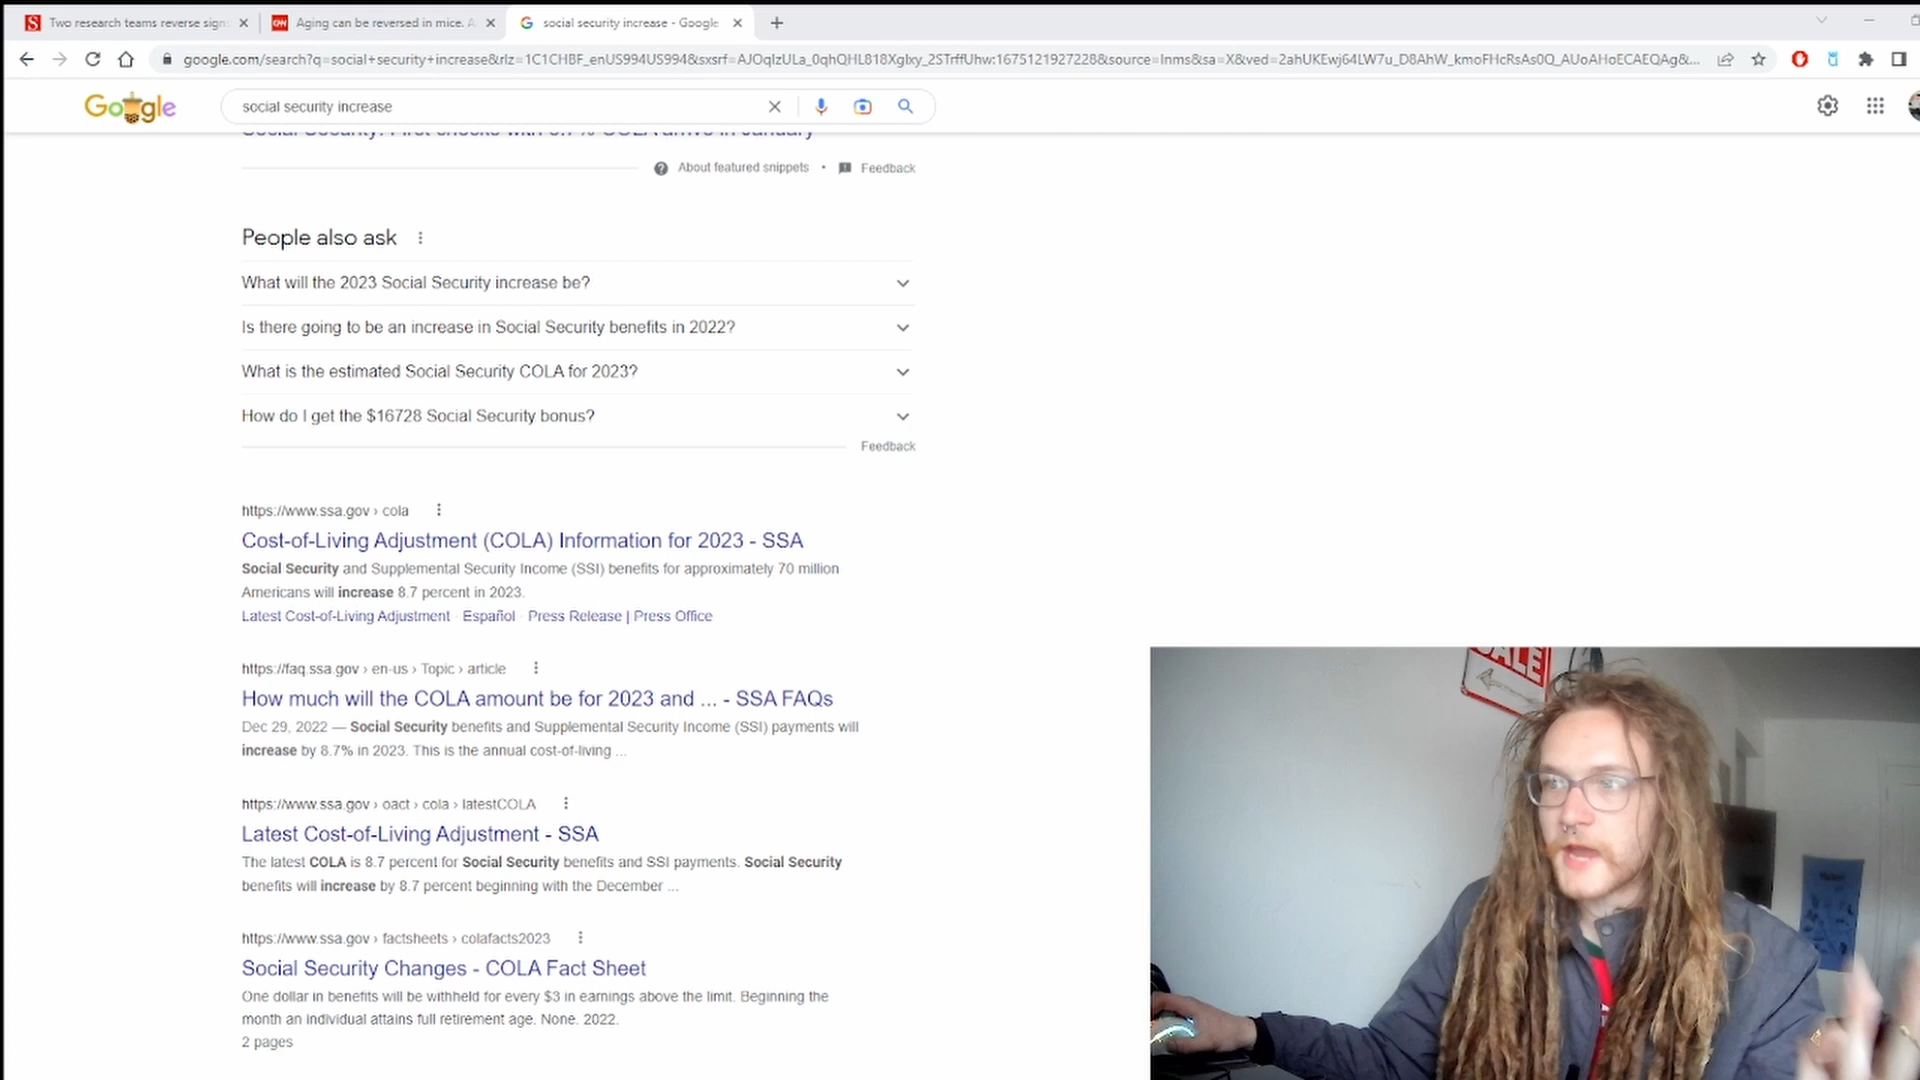 Two research teams reverse sign
Aging can be reversed in mice. A
social security increase - Google
google.com/search?q=social+security+increase&rlz=1C1CHBF_enUS994US994&sxsrf=AJOqlzULa_0qhQHL818Xglxy_2STrffUhw:1675121927228&source=lnms&sa=X&ved=2ahUKEwj64LW7u_D8AhW_kmoFHcRsAs0Q_AUoAHoECAEQAg&...
Google
social security increase
Social Security: First checks with 8.7% COLA arrive in January
About featured snippets • Feedback
People also ask
What will the 2023 Social Security increase be?
Is there going to be an increase in Social Security benefits in 2022?
What is the estimated Social Security COLA for 2023?
How do I get the $16728 Social Security bonus?
Feedback
https://www.ssa.gov › cola
Cost-of-Living Adjustment (COLA) Information for 2023 - SSA
Social Security and Supplemental Security Income (SSI) benefits for approximately 70 million
Americans will increase 8.7 percent in 2023.
Latest Cost-of-Living Adjustment · Español · Press Release | Press Office
https://faq.ssa.gov › en-us › Topic › article
How much will the COLA amount be for 2023 and ... - SSA FAQs
Dec 29, 2022 — Social Security benefits and Supplemental Security Income (SSI) payments will
increase by 8.7% in 2023. This is the annual cost-of-living ...
https://www.ssa.gov › oact › cola › latestCOLA
Latest Cost-of-Living Adjustment - SSA
The latest COLA is 8.7 percent for Social Security benefits and SSI payments. Social Security
benefits will increase by 8.7 percent beginning with the December ...
https://www.ssa.gov › factsheets › colafacts2023
Social Security Changes - COLA Fact Sheet
One dollar in benefits will be withheld for every $3 in earnings above the limit. Beginning the
month an individual attains full retirement age. None. 2022.
2 pages
SALE